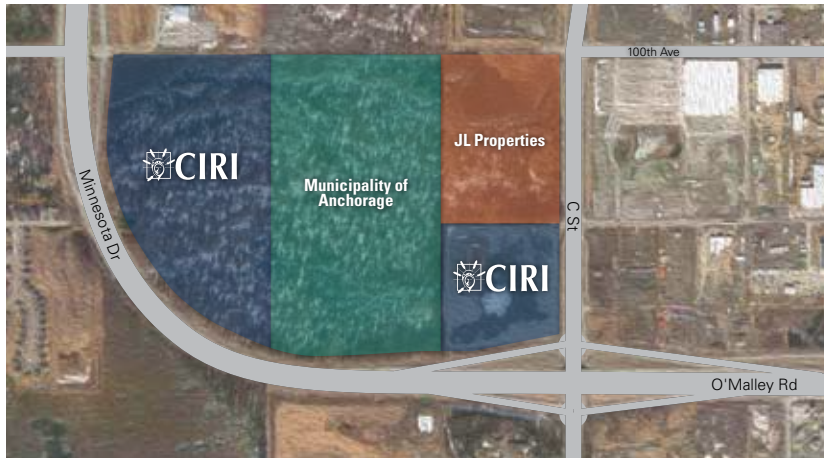 100th Ave
JL Properties
CIRI
Municipality of
Anchorage
Minnesota Dr
C St
CIRI
O'Malley Rd